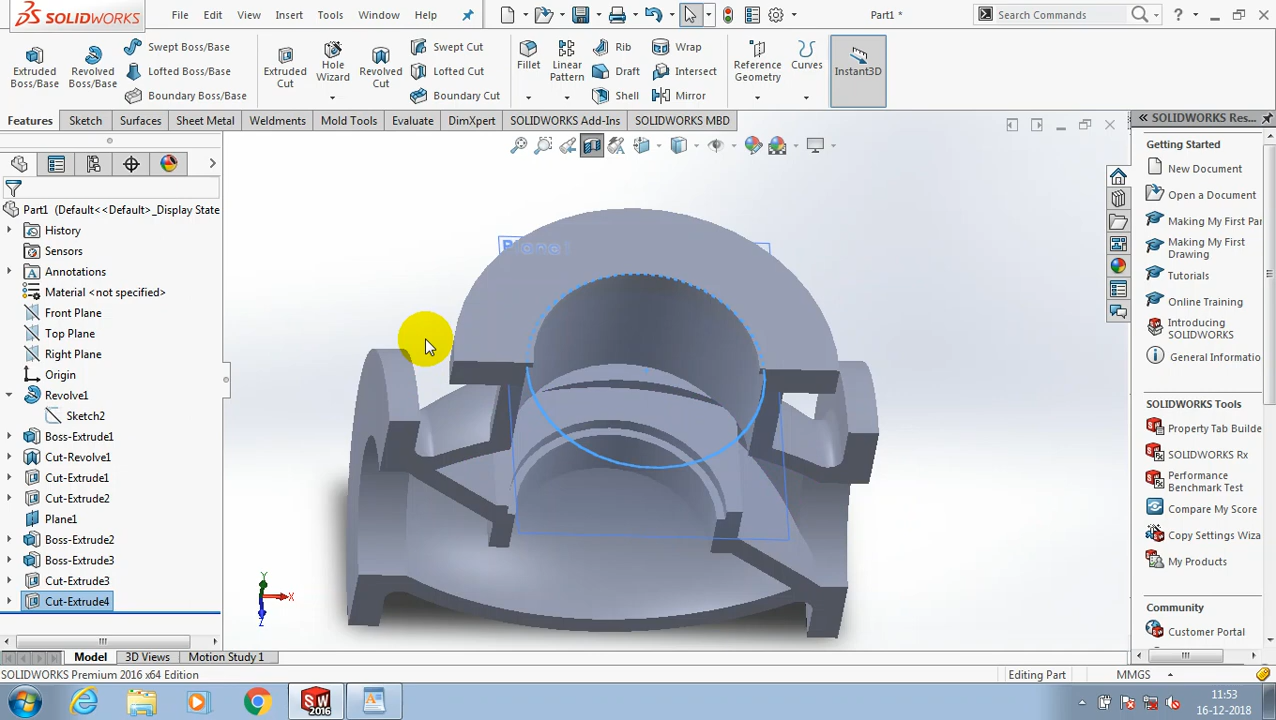 SOLIDWORKS
File Edit View Insert Tools Window Help
Part1 *
Search Commands
Extruded Boss/Base
Revolved Boss/Base
Swept Boss/Base
Lofted Boss/Base
Boundary Boss/Base
Extruded Cut
Hole Wizard
Revolved Cut
Swept Cut
Lofted Cut
Boundary Cut
Fillet
Linear Pattern
Rib
Draft
Shell
Wrap
Intersect
Mirror
Reference Geometry
Curves
Instant3D
Features Sketch Surfaces Sheet Metal Weldments Mold Tools Evaluate DimXpert SOLIDWORKS Add-Ins SOLIDWORKS MBD
Part1 (Default<<Default>_Display State
History
Sensors
Annotations
Material <not specified>
Front Plane
Top Plane
Right Plane
Origin
Revolve1
Sketch2
Boss-Extrude1
Cut-Revolve1
Cut-Extrude1
Cut-Extrude2
Plane1
Boss-Extrude2
Boss-Extrude3
Cut-Extrude3
Cut-Extrude4
Plane1
Y
X
Z
SOLIDWORKS Res...
Getting Started
New Document
Open a Document
Making My First Par
Making My First Drawing
Tutorials
Online Training
Introducing SOLIDWORKS
General Informatio
SOLIDWORKS Tools
Property Tab Builde
SOLIDWORKS Rx
Performance Benchmark Test
Compare My Score
Copy Settings Wiza
My Products
Community
Customer Portal
Model 3D Views Motion Study 1
SOLIDWORKS Premium 2016 x64 Edition
Editing Part
MMGS
SW 2016
11:53
16-12-2018